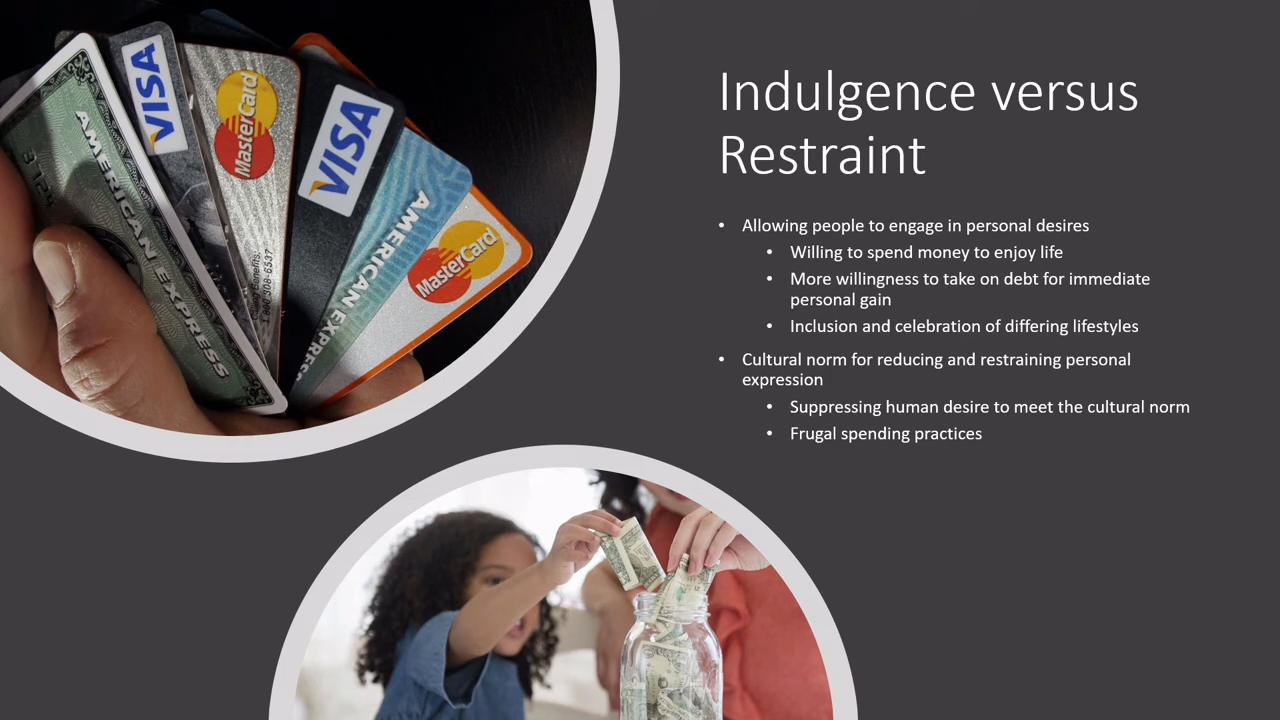 Indulgence versus
Restraint
• Allowing people to engage in personal desires
• Willing to spend money to enjoy life
• More willingness to take on debt for immediate
personal gain
• Inclusion and celebration of differing lifestyles
• Cultural norm for reducing and restraining personal
expression
• Suppressing human desire to meet the cultural norm
• Frugal spending practices
AMERICAN EXPRESS
VISA
MasterCard
VISA
AMERICAN EXPRESS
MasterCard